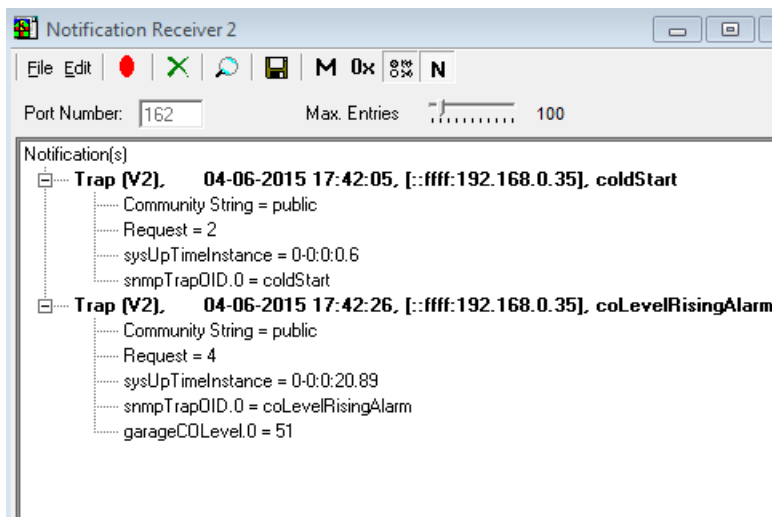 Notification Receiver 2
File Edit M 0x N
Port Number: 162 Max. Entries 100
Notification(s)
Trap (V2), 04-06-2015 17:42:05, [::ffff:192.168.0.35], coldStart
Community String = public
Request = 2
sysUpTimeInstance = 0-0:0:0.6
snmpTrapOID.0 = coldStart
Trap (V2), 04-06-2015 17:42:26, [::ffff:192.168.0.35], coLevelRisingAlarm
Community String = public
Request = 4
sysUpTimeInstance = 0-0:0:20.89
snmpTrapOID.0 = coLevelRisingAlarm
garageCOLevel.0 = 51